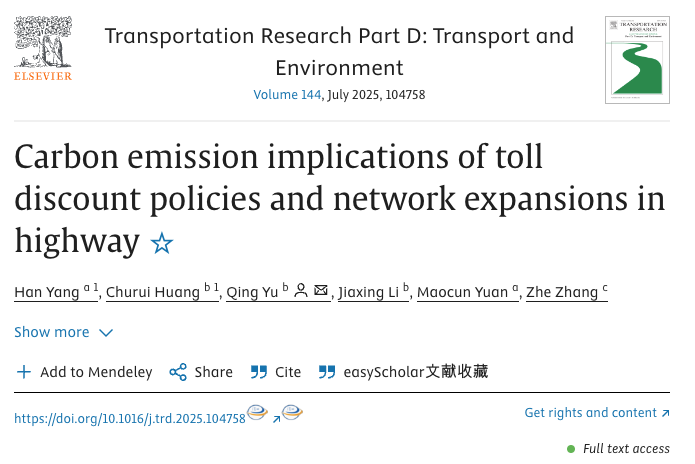 Transportation Research Part D: Transport and
Environment
ELSEVIER
Volume 144, July 2025, 104758
TRANSPORTATION
RESEARCH
Carbon emission implications of toll
discount policies and network expansions in
highway
Han Yang a 1, Churui Huang b 1, Qing Yu b, Jiaxing Li b, Maocun Yuan a, Zhe Zhang c
Show more
Add to Mendeley Share Cite easyScholar文献收藏
https://doi.org/10.1016/j.trd.2025.104758
Get rights and content
Full text access